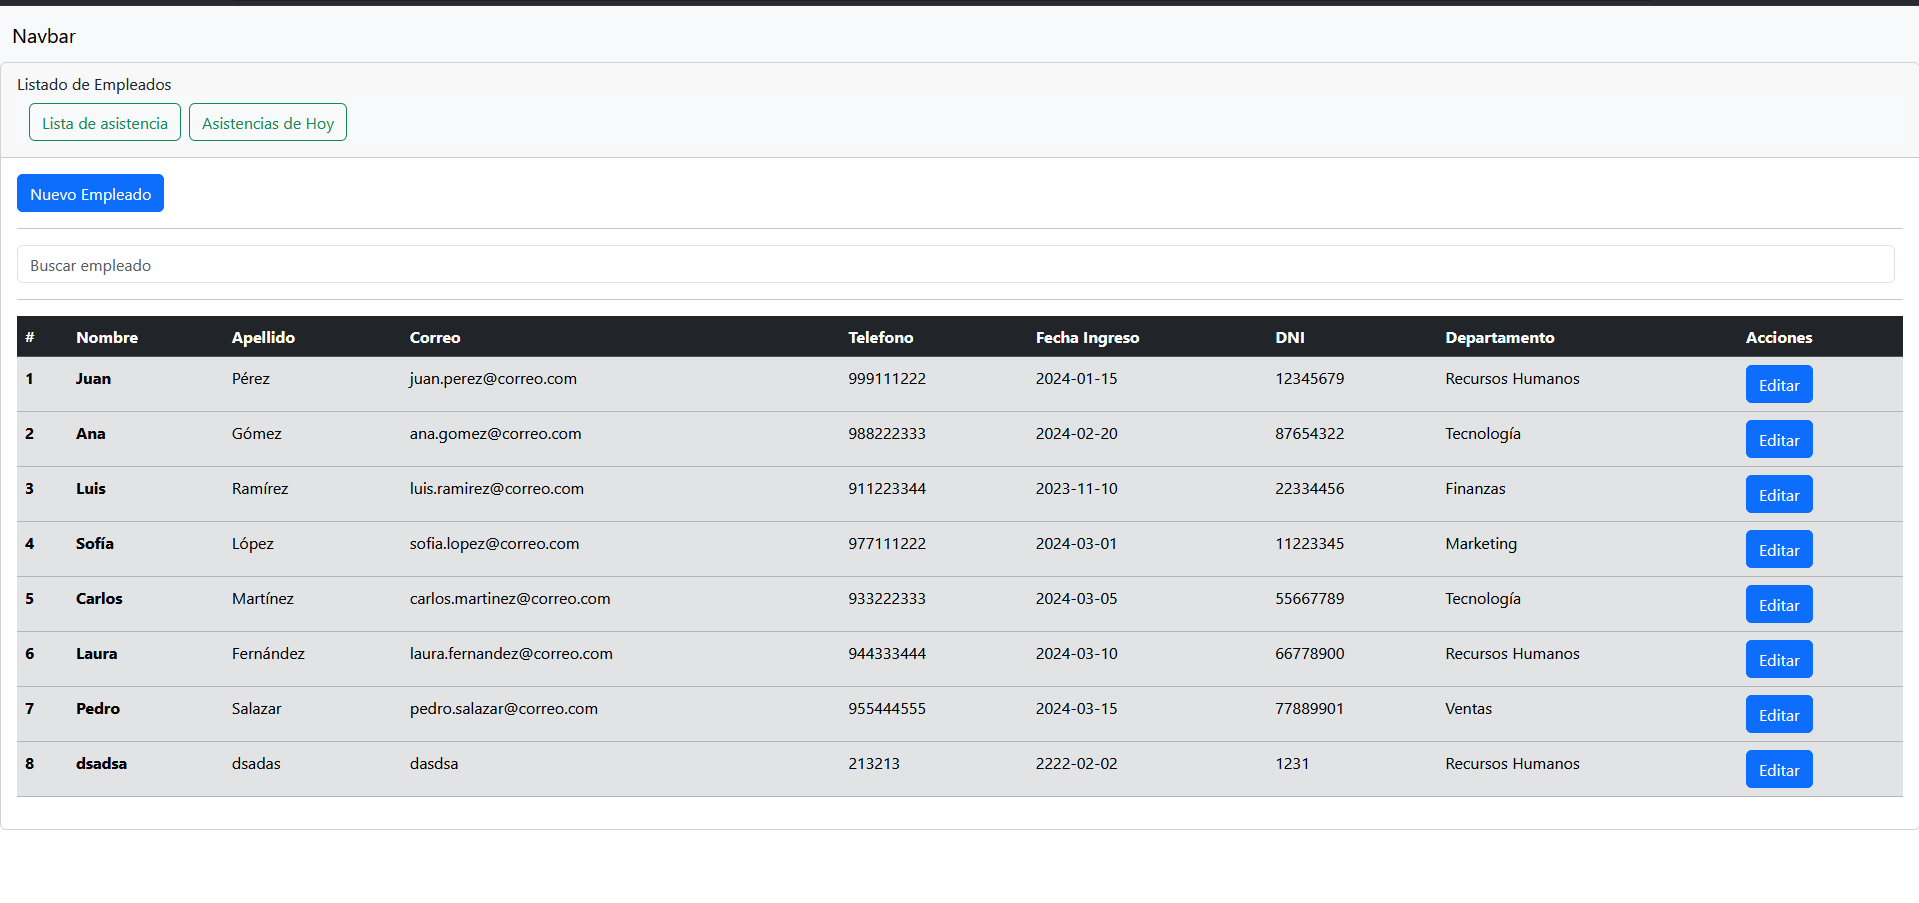 Navbar
Listado de Empleados
Lista de asistencia Asistencias de Hoy
Nuevo Empleado
Buscar empleado
# Nombre Apellido Correo Telefono Fecha Ingreso DNI Departamento Acciones
1 Juan Pérez juan.perez@correo.com 999111222 2024-01-15 12345679 Recursos Humanos Editar
2 Ana Gómez ana.gomez@correo.com 988222333 2024-02-20 87654322 Tecnología Editar
3 Luis Ramírez luis.ramirez@correo.com 911223344 2023-11-10 22334456 Finanzas Editar
4 Sofía López sofia.lopez@correo.com 977111222 2024-03-01 11223345 Marketing Editar
5 Carlos Martínez carlos.martinez@correo.com 933222333 2024-03-05 55667789 Tecnología Editar
6 Laura Fernández laura.fernandez@correo.com 944333444 2024-03-10 66778900 Recursos Humanos Editar
7 Pedro Salazar pedro.salazar@correo.com 955444555 2024-03-15 77889901 Ventas Editar
8 dsadsa dsadas dasdsa 213213 2222-02-02 1231 Recursos Humanos Editar